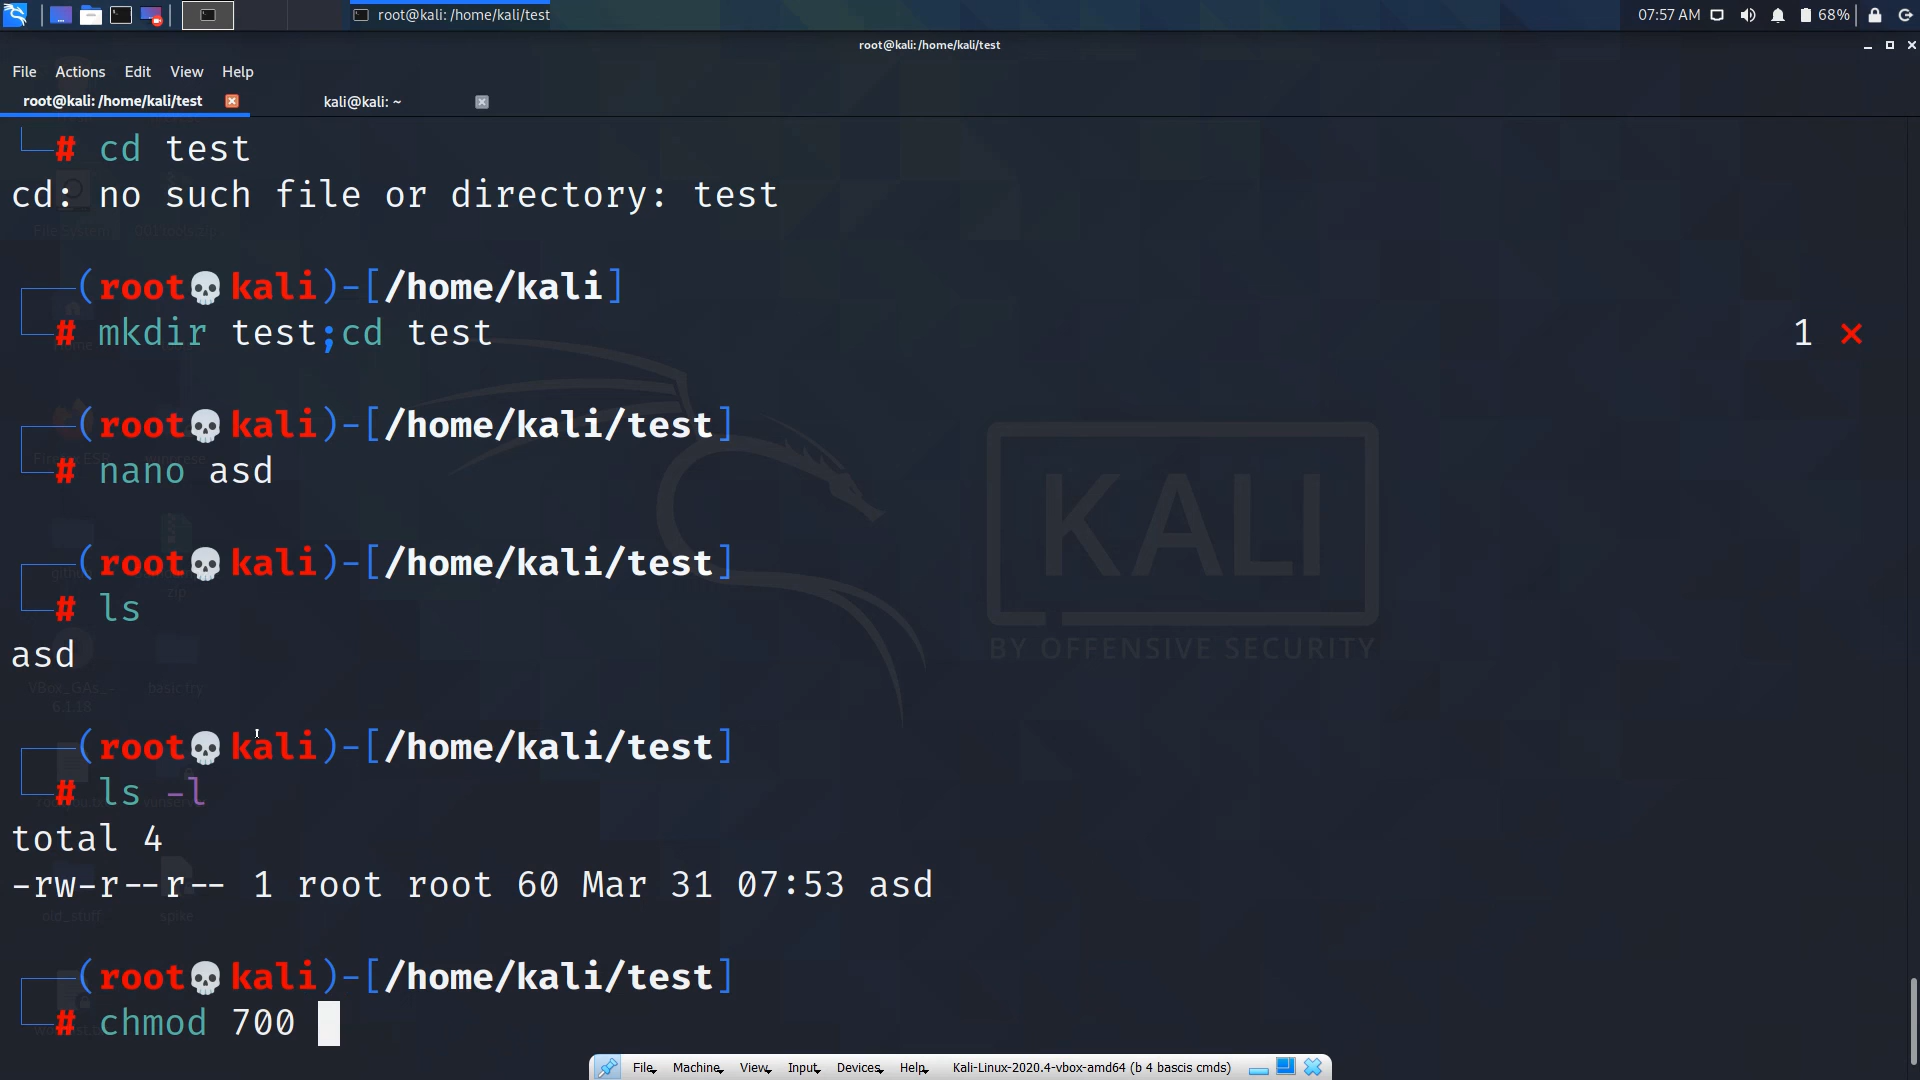 root@kali: /home/kali/test
07:57 AM
68%
root@kali: /home/kali/test
File Actions Edit View Help
root@kali: /home/kali/test
kali@kali: ~
# cd test
cd: no such file or directory: test
(root💀kali)-[/home/kali]
# mkdir test;cd test
1 ✕
(root💀kali)-[/home/kali/test]
# nano asd
(root💀kali)-[/home/kali/test]
# ls
asd
(root💀kali)-[/home/kali/test]
# ls -l
total 4
-rw-r--r-- 1 root root 60 Mar 31 07:53 asd
(root💀kali)-[/home/kali/test]
# chmod 700
KALI
BY OFFENSIVE SECURITY
File Machine View Input Devices Help Kali-Linux-2020.4-vbox-amd64 (b 4 bascis cmds)